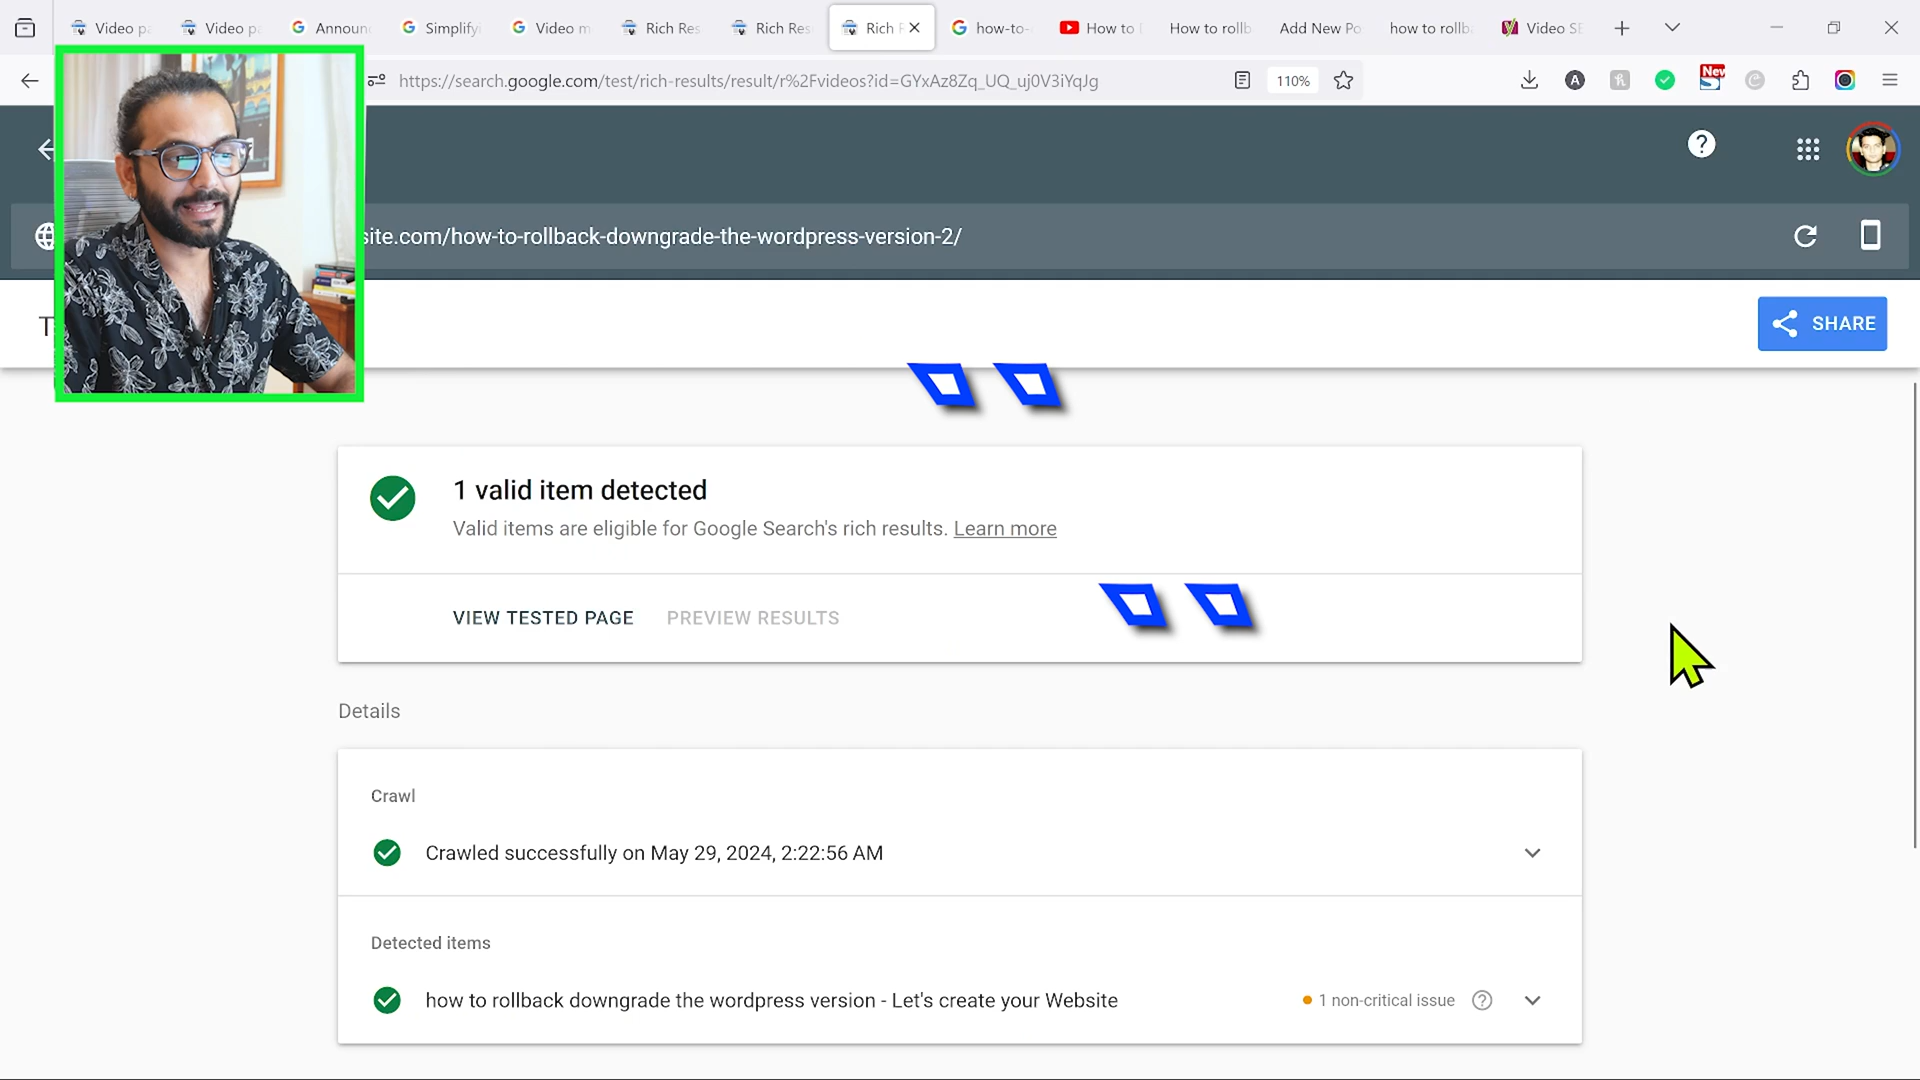 Video pa
Video pa
Announ
Simplifyi
Video m
Rich Res
Rich Res
Rich R
how-to-
How to
How to rollb
Add New Po
how to rollba
Video SE
https://search.google.com/test/rich-results/result/r%2Fvideos?id=GYxAz8Zq_UQ_uj0V3iYqJg
110%
A
New
site.com/how-to-rollback-downgrade-the-wordpress-version-2/
T
SHARE
1 valid item detected
Valid items are eligible for Google Search's rich results. Learn more
VIEW TESTED PAGE PREVIEW RESULTS
Details
Crawl
Crawled successfully on May 29, 2024, 2:22:56 AM
Detected items
how to rollback downgrade the wordpress version - Let's create your Website
1 non-critical issue